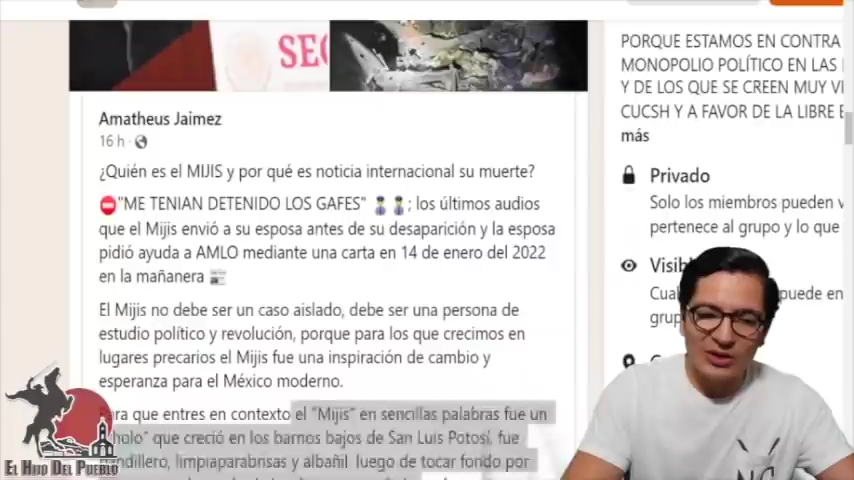 SEG
Amatheus Jaimez
16 h ·
¿Quién es el MIJIS y por qué es noticia internacional su muerte?
"ME TENIAN DETENIDO LOS GAFES" ; los últimos audios
que el Mijis envió a su esposa antes de su desaparición y la esposa
pidió ayuda a AMLO mediante una carta en 14 de enero del 2022
en la mañanera
El Mijis no debe ser un caso aislado, debe ser una persona de
estudio político y revolución, porque para los que crecimos en
lugares precarios el Mijis fue una inspiración de cambio y
esperanza para el México moderno.
Para que entres en contexto el "Mijis" en sencillas palabras fue un
"cholo" que creció en los barrios bajos de San Luis Potosí, fue
pandillero, limpiaparabrisas y albañil luego de tocar fondo por
PORQUE ESTAMOS EN CONTRA
MONOPOLIO POLÍTICO EN LAS
Y DE LOS QUE SE CREEN MUY
CUCSH Y A FAVOR DE LA LIBRE
más
Privado
Solo los miembros pueden
pertenece al grupo y lo que
puede en
EL HIJO DEL PUEBLO